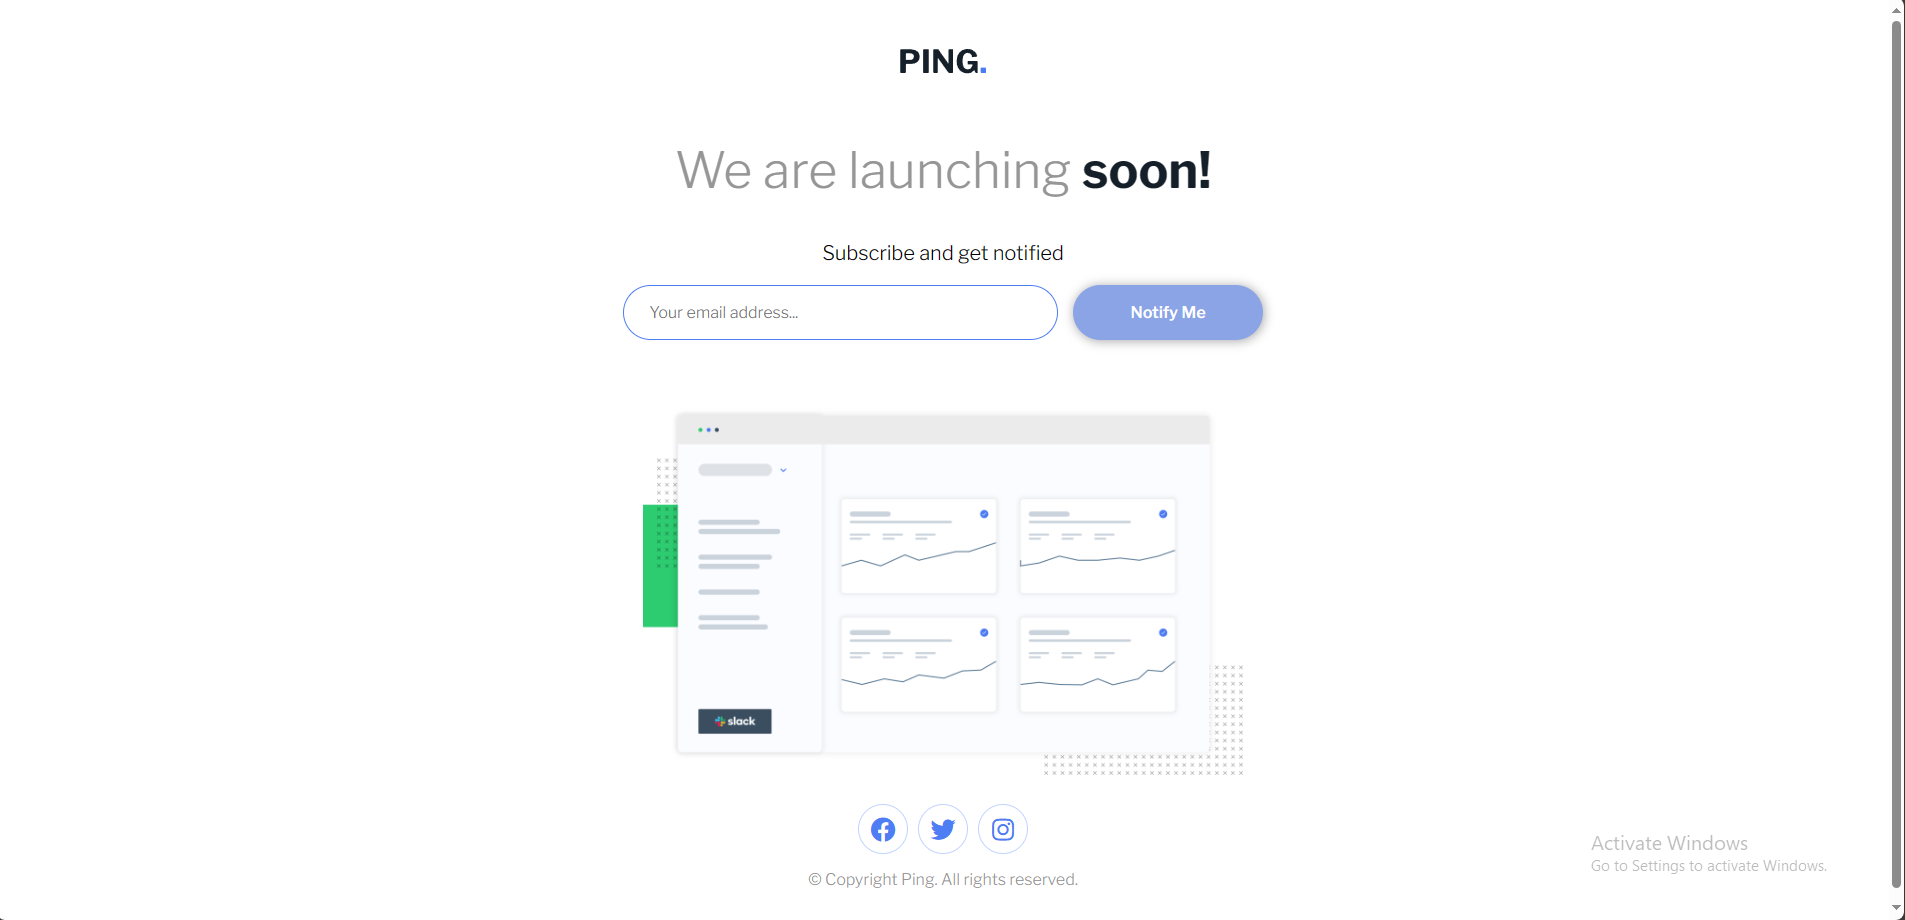 PING.
We are launching soon!
Subscribe and get notified
Your email address...
Notify Me
slack
© Copyright Ping. All rights reserved.
Activate Windows
Go to Settings to activate Windows.